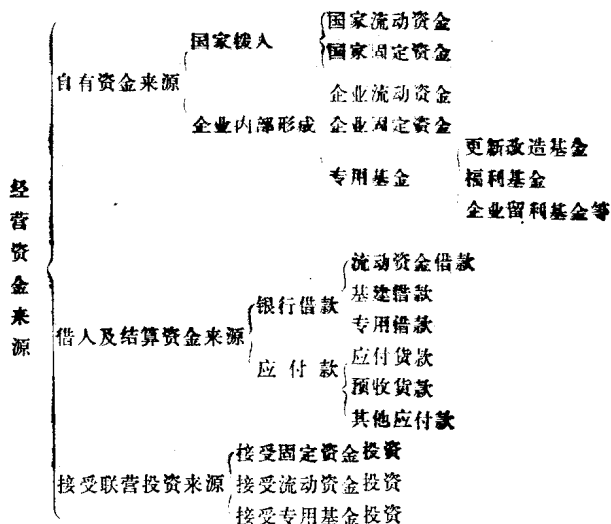 经营资金来源
自有资金来源
国家拨入
国家流动资金
国家固定资金
企业内部形成
企业流动资金
企业固定资金
专用基金
更新改造基金
福利基金
企业留利基金等
借入及结算资金来源
银行借款
流动资金借款
基建借款
专用借款
应付款
应付货款
预收货款
其他应付款
接受联营投资来源
接受固定资金投资
接受流动资金投资
接受专用基金投资